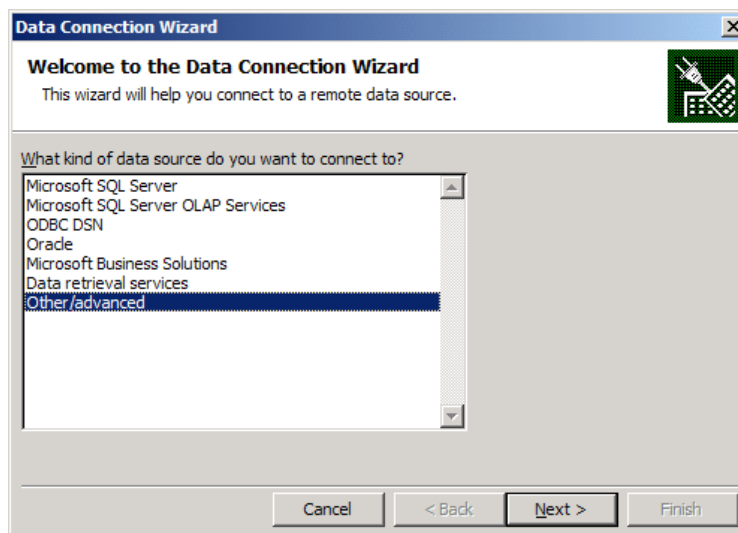 Data Connection Wizard
Welcome to the Data Connection Wizard
This wizard will help you connect to a remote data source.
What kind of data source do you want to connect to?
Microsoft SQL Server
Microsoft SQL Server OLAP Services
ODBC DSN
Oracle
Microsoft Business Solutions
Data retrieval services
Other/advanced
Cancel < Back Next > Finish